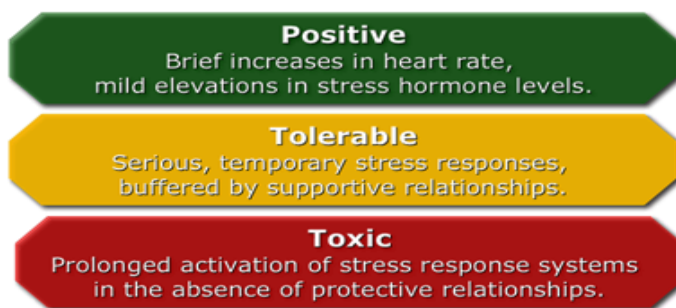 Positive
Brief increases in heart rate,
mild elevations in stress hormone levels.
Tolerable
Serious, temporary stress responses,
buffered by supportive relationships.
Toxic
Prolonged activation of stress response systems
in the absence of protective relationships.